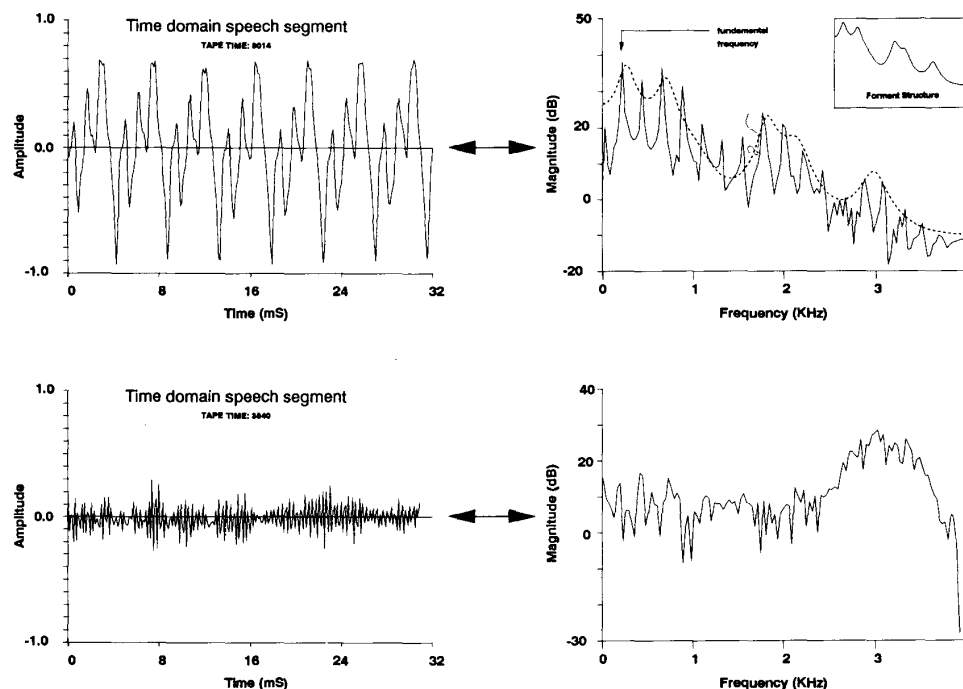 Time domain speech segment
TAPE TIME: 8014
1.0
0.0
-1.0
Amplitude
0 8 16 24 32
Time (mS)
50
20
0
-20
Magnitude (dB)
fundamental
frequency
Forment Structure
0 1 2 3
Frequency (KHz)
Time domain speech segment
TAPE TIME: 3840
1.0
0.0
-1.0
Amplitude
0 8 16 24 32
Time (mS)
40
20
0
-30
Magnitude (dB)
0 1 2 3
Frequency (KHz)